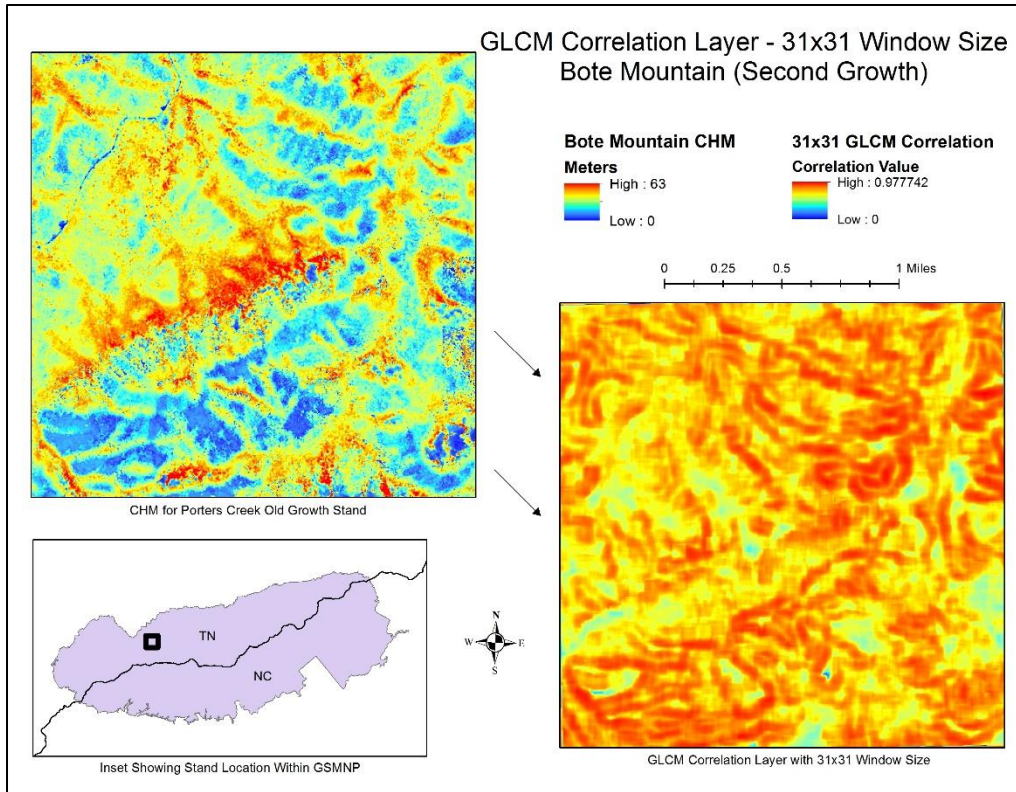 GLCM Correlation Layer - 31x31 Window Size
Bote Mountain (Second Growth)
Bote Mountain CHM
Meters
High : 63
Low : 0
31x31 GLCM Correlation
Correlation Value
High : 0.977742
Low : 0
0 0.25 0.5 1 Miles
CHM for Porters Creek Old Growth Stand
TN
NC
N
W E
S
Inset Showing Stand Location Within GSMNP
GLCM Correlation Layer with 31x31 Window Size